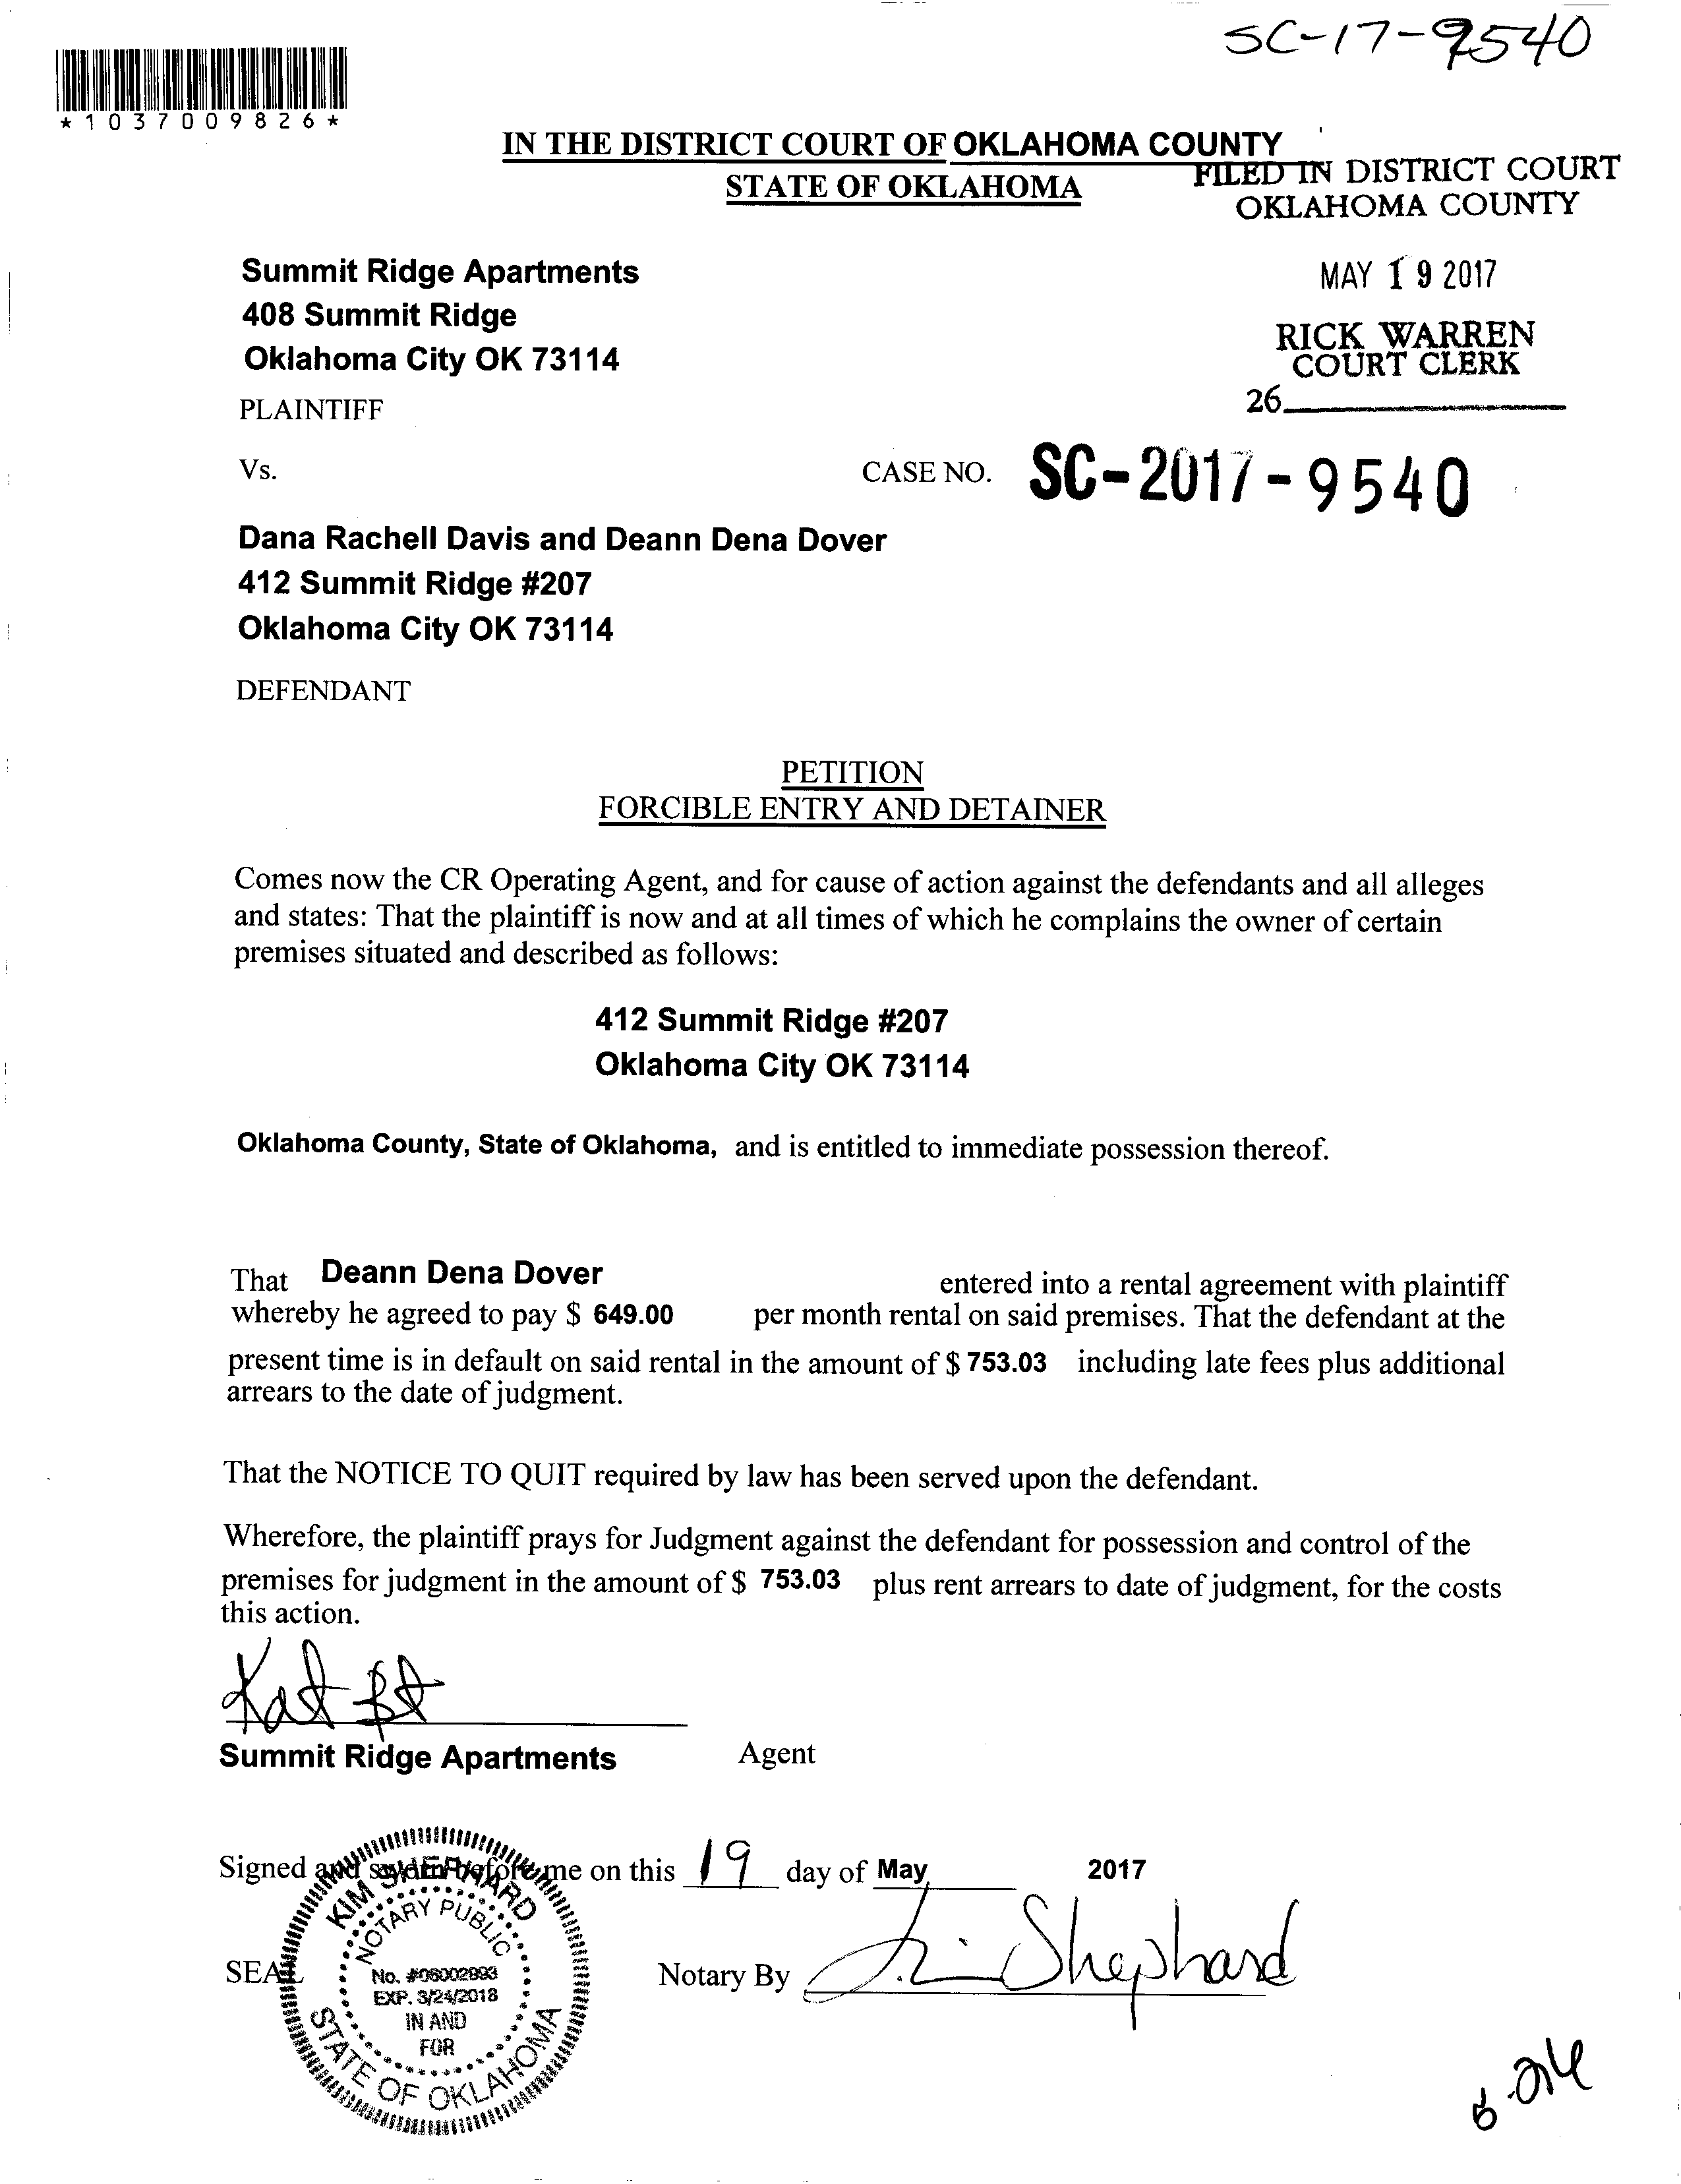 SC-17-9540
*1037009826*
IN THE DISTRICT COURT OF OKLAHOMA COUNTY
STATE OF OKLAHOMA
FILED IN DISTRICT COURT
OKLAHOMA COUNTY
MAY 19 2017
RICK WARREN
COURT CLERK
26
Summit Ridge Apartments
408 Summit Ridge
Oklahoma City OK 73114
PLAINTIFF
Vs.
CASE NO. SC-2017-9540
Dana Rachell Davis and Deann Dena Dover
412 Summit Ridge #207
Oklahoma City OK 73114
DEFENDANT
PETITION
FORCIBLE ENTRY AND DETAINER
Comes now the CR Operating Agent, and for cause of action against the defendants and all alleges
and states: That the plaintiff is now and at all times of which he complains the owner of certain
premises situated and described as follows:
412 Summit Ridge #207
Oklahoma City OK 73114
Oklahoma County, State of Oklahoma, and is entitled to immediate possession thereof.
That Deann Dena Dover entered into a rental agreement with plaintiff
whereby he agreed to pay $ 649.00 per month rental on said premises. That the defendant at the
present time is in default on said rental in the amount of $ 753.03 including late fees plus additional
arrears to the date of judgment.
That the NOTICE TO QUIT required by law has been served upon the defendant.
Wherefore, the plaintiff prays for Judgment against the defendant for possession and control of the
premises for judgment in the amount of $ 753.03 plus rent arrears to date of judgment, for the costs
this action.
Summit Ridge Apartments Agent
Signed and sworn before me on this 19 day of May 2017
SEAL
Notary By Shephard
KIM SHEPHARD
NOTARY PUBLIC
No. #06002993
EXP. 3/24/2018
IN AND
FOR
STATE OF OKLAHOMA